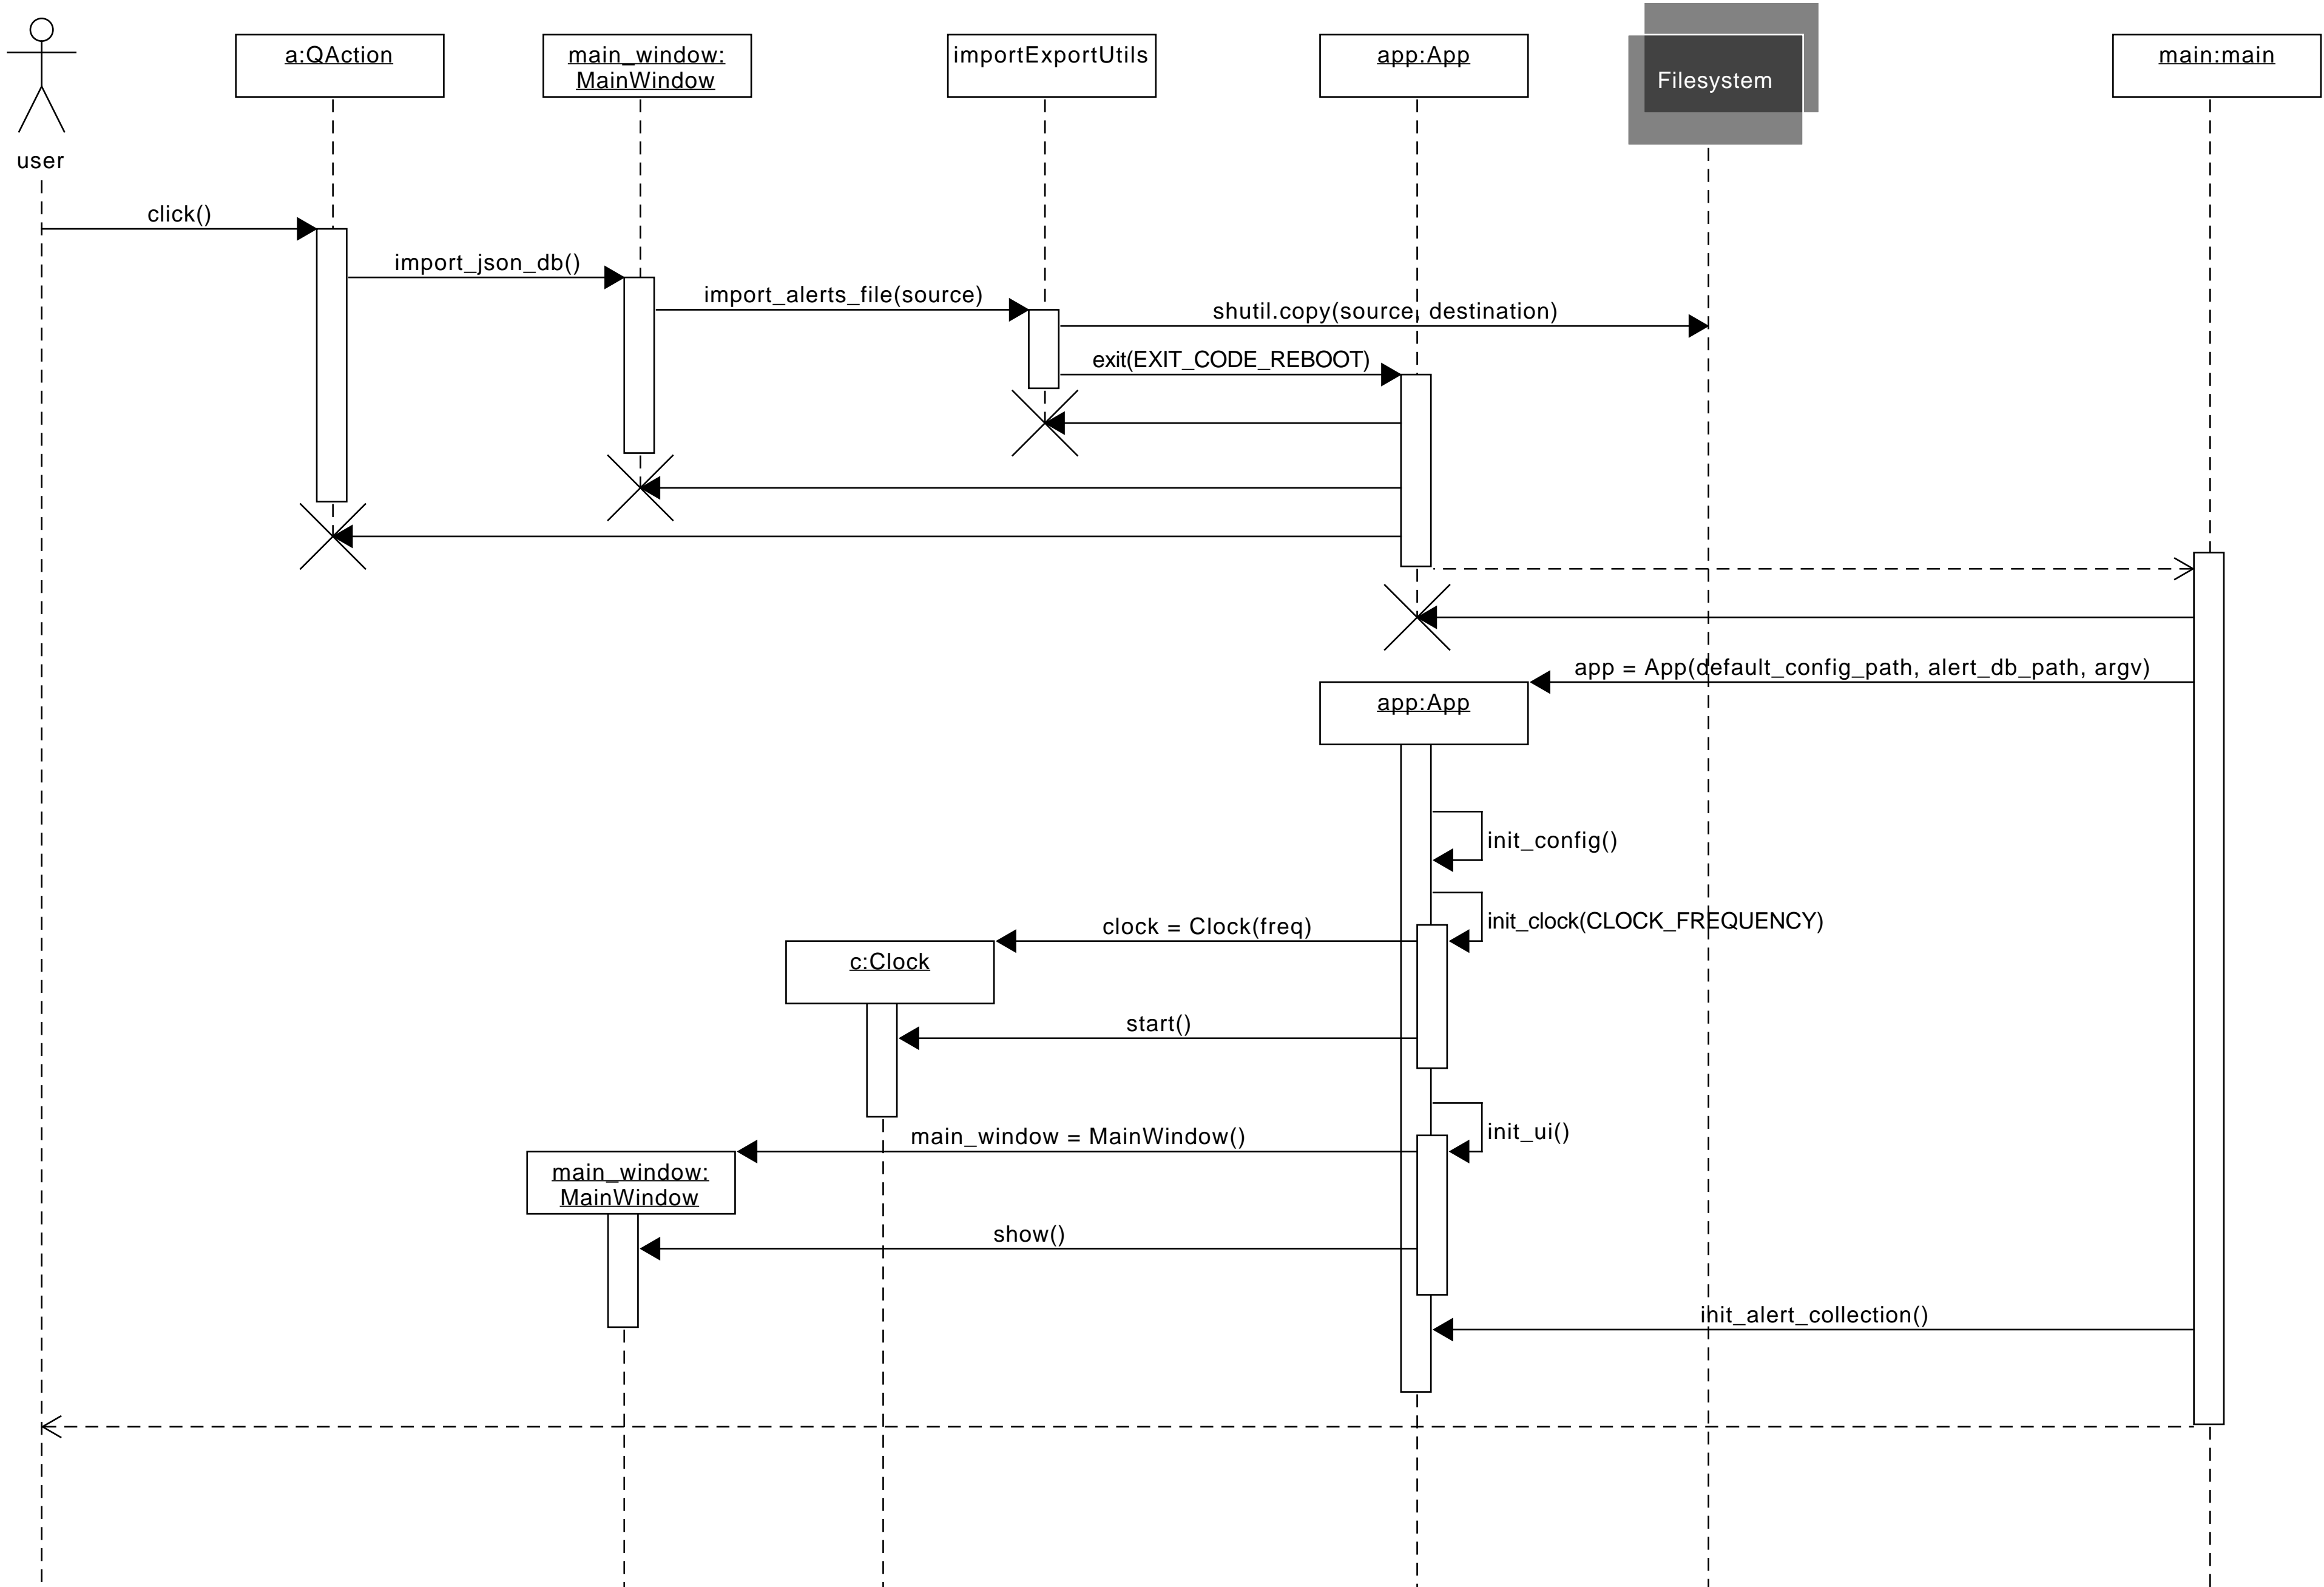 a:QAction
main_window:
MainWindow
importExportUtils
app:App
Filesystem
main:main
user
click()
import_json_db()
import_alerts_file(source)
shutil.copy(source, destination)
exit(EXIT_CODE_REBOOT)
app = App(default_config_path, alert_db_path, argv)
app:App
init_config()
init_clock(CLOCK_FREQUENCY)
clock = Clock(freq)
c:Clock
start()
init_ui()
main_window = MainWindow()
main_window:
MainWindow
show()
init_alert_collection()